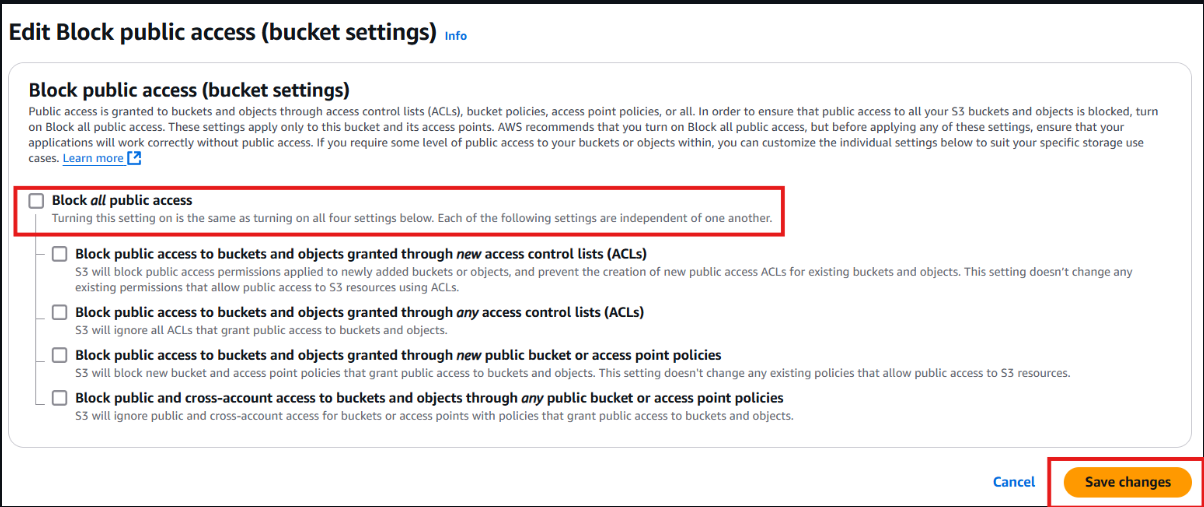 Edit Block public access (bucket settings) Info
Block public access (bucket settings)
Public access is granted to buckets and objects through access control lists (ACLs), bucket policies, access point policies, or all. In order to ensure that public access to all your S3 buckets and objects is blocked, turn
on Block all public access. These settings apply only to this bucket and its access points. AWS recommends that you turn on Block all public access, but before applying any of these settings, ensure that your
applications will work correctly without public access. If you require some level of public access to your buckets or objects within, you can customize the individual settings below to suit your specific storage use
cases. Learn more
Block all public access
Turning this setting on is the same as turning on all four settings below. Each of the following settings are independent of one another.
Block public access to buckets and objects granted through new access control lists (ACLs)
S3 will block public access permissions applied to newly added buckets or objects, and prevent the creation of new public access ACLs for existing buckets and objects. This setting doesn't change any
existing permissions that allow public access to S3 resources using ACLs.
Block public access to buckets and objects granted through any access control lists (ACLs)
S3 will ignore all ACLs that grant public access to buckets and objects.
Block public access to buckets and objects granted through new public bucket or access point policies
S3 will block new bucket and access point policies that grant public access to buckets and objects. This setting doesn't change any existing policies that allow public access to S3 resources.
Block public and cross-account access to buckets and objects through any public bucket or access point policies
S3 will ignore public and cross-account access for buckets or access points with policies that grant public access to buckets and objects.
Cancel Save changes